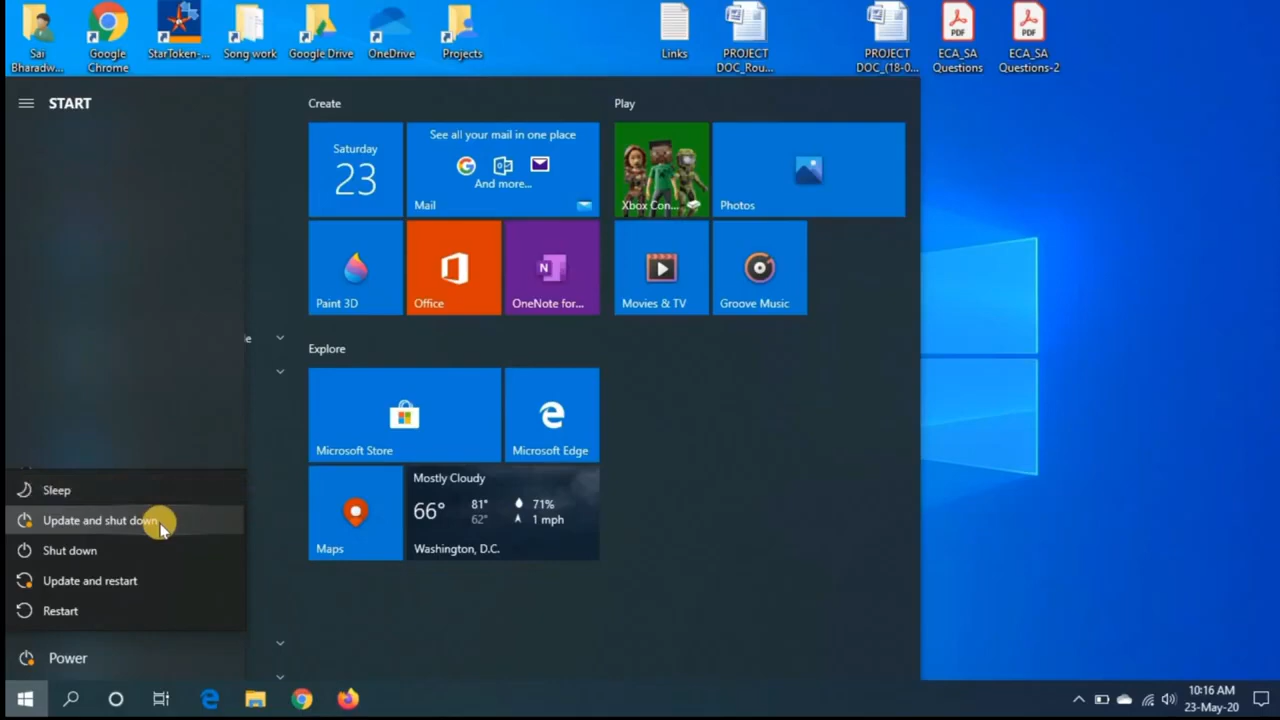 Sai
Bharadw...
Google
Chrome
StarToken-...
Song work
Google Drive
OneDrive
Projects
Links
PROJECT
DOC_Rou...
PROJECT
DOC_(18-0...
ECA_SA
Questions
ECA_SA
Questions-2
START
Create
Play
Saturday
23
See all your mail in one place
And more...
Mail
Xbox Con...
Photos
Paint 3D
Office
OneNote for...
Movies & TV
Groove Music
Explore
Microsoft Store
Microsoft Edge
Maps
Mostly Cloudy
66°
81°
62°
71%
1 mph
Washington, D.C.
Sleep
Update and shut down
Shut down
Update and restart
Restart
Power
10:16 AM
23-May-20